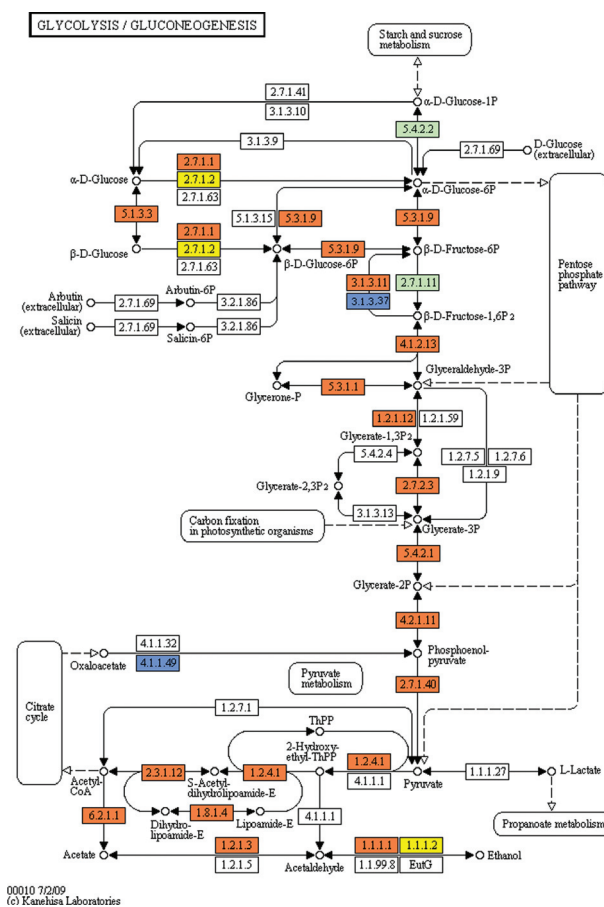 GLYCOLYSIS / GLUCONEOGENESIS
Starch and sucrose
metabolism
2.7.1.41
3.1.3.10
α-D-Glucose-1P
5.4.2.2
3.1.3.9
2.7.1.69
D-Glucose
(extracellular)
2.7.1.1
α-D-Glucose
2.7.1.2
2.7.1.63
α-D-Glucose-6P
5.1.3.3
5.1.3.15
5.3.1.9
5.3.1.9
2.7.1.1
β-D-Glucose
2.7.1.2
2.7.1.63
β-D-Glucose-6P
5.3.1.9
β-D-Fructose-6P
Pentose
phosphate
pathway
3.1.3.11
2.7.1.11
3.1.3.37
β-D-Fructose-1,6P2
Arbutin
(extracellular)
2.7.1.69
Arbutin-6P
3.2.1.86
Salicin
(extracellular)
2.7.1.69
Salicin-6P
3.2.1.86
4.1.2.13
Glyceraldehyde-3P
Glycerone-P
5.3.1.1
1.2.1.12
1.2.1.59
Glycerate-1,3P2
5.4.2.4
1.2.7.5
1.2.7.6
1.2.1.9
Glycerate-2,3P2
2.7.2.3
3.1.3.13
Carbon fixation
in photosynthetic organisms
Glycerate-3P
5.4.2.1
Glycerate-2P
4.2.1.11
4.1.1.32
Oxaloacetate
4.1.1.49
Phosphoenol-
pyruvate
Citrate
cycle
Pyruvate
metabolism
2.7.1.40
1.2.7.1
ThPP
2-Hydroxy-
ethyl-ThPP
Acetyl-
CoA
2.3.1.12
S-Acetyl-
dihydrolipoamide-E
1.2.4.1
1.2.4.1
4.1.1.1
Pyruvate
1.1.1.27
L-Lactate
6.2.1.1
Dihydro-
lipoamide-E
1.8.1.4
Lipoamide-E
4.1.1.1
Propanoate metabolism
Acetate
1.2.1.3
1.2.1.5
Acetaldehyde
1.1.1.1
1.1.1.2
1.1.99.8
EutG
Ethanol
00010 7/2/09
(c) Kanehisa Laboratories